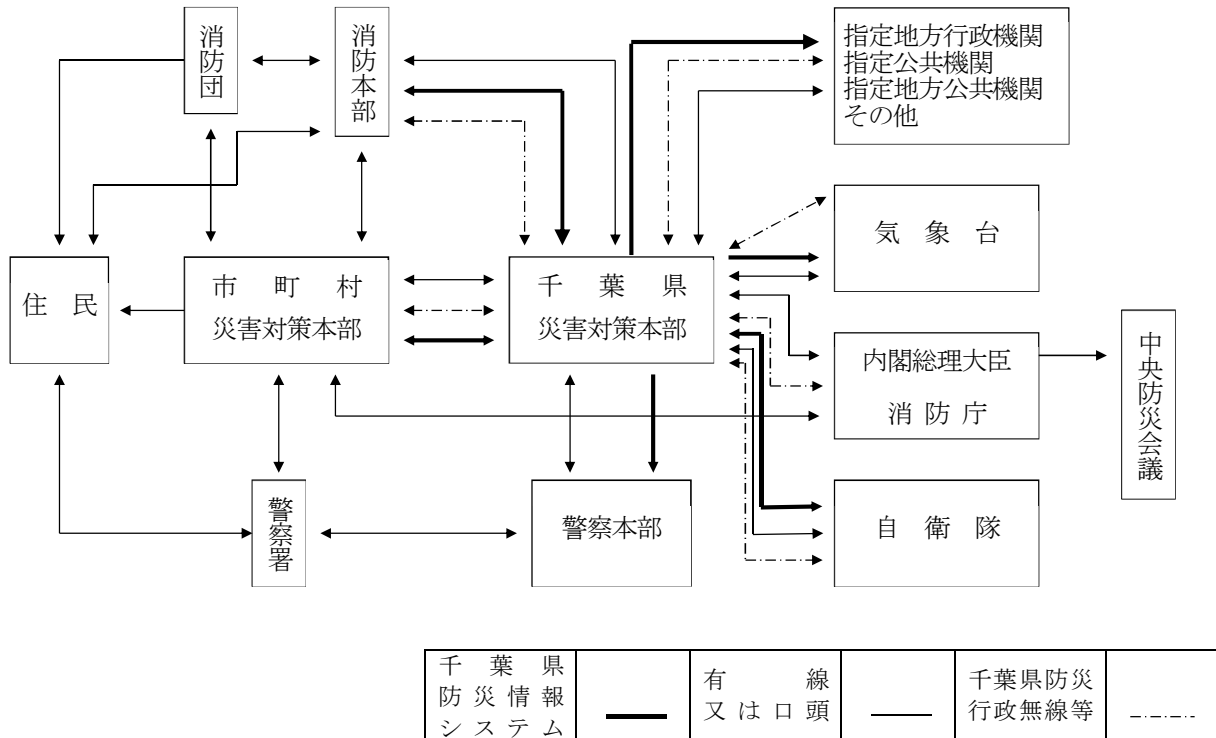 消防団
消防本部
指定地方行政機関
指定公共機関
指定地方公共機関
その他
気象台
住民
市町村
災害対策本部
千葉県
災害対策本部
内閣総理大臣
消防庁
中央防災会議
警察署
警察本部
自衛隊
千葉県
防災情報
システム
有線
又は口頭
千葉県防災
行政無線等